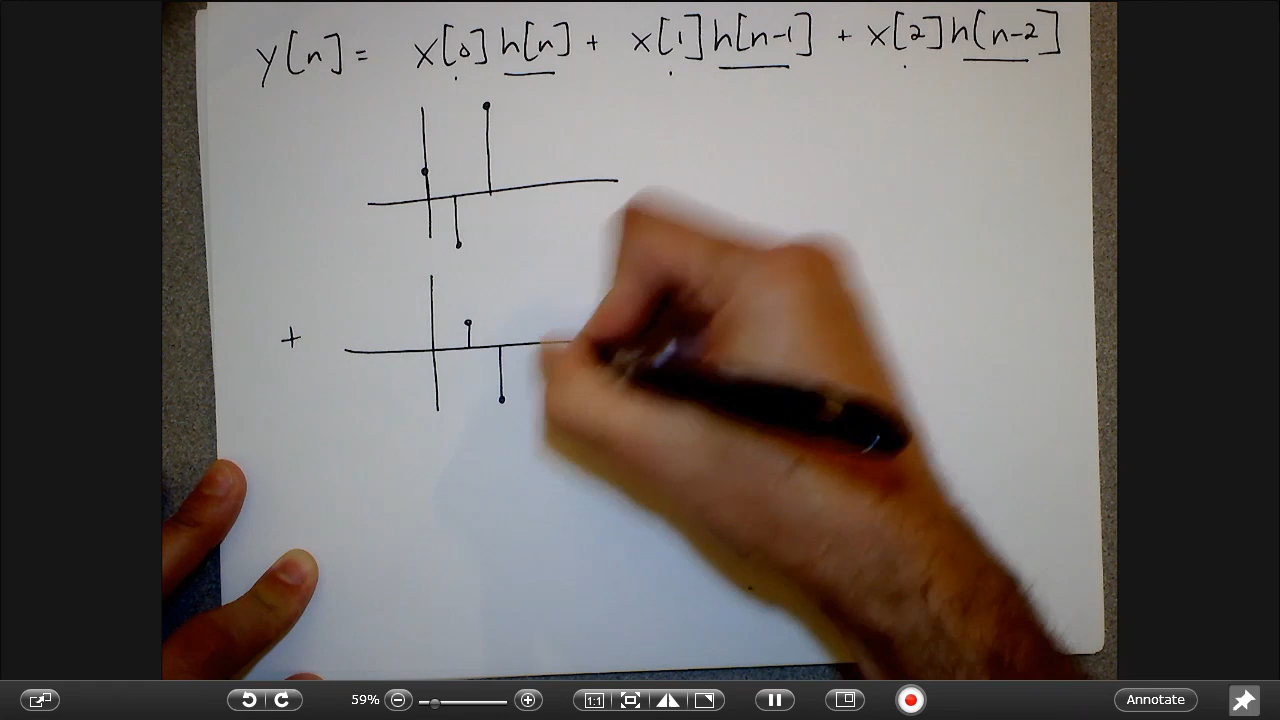 y[n] = x[0]h[n] + x[1]h[n-1] + x[2]h[n-2]
+
59%
1:1
Annotate